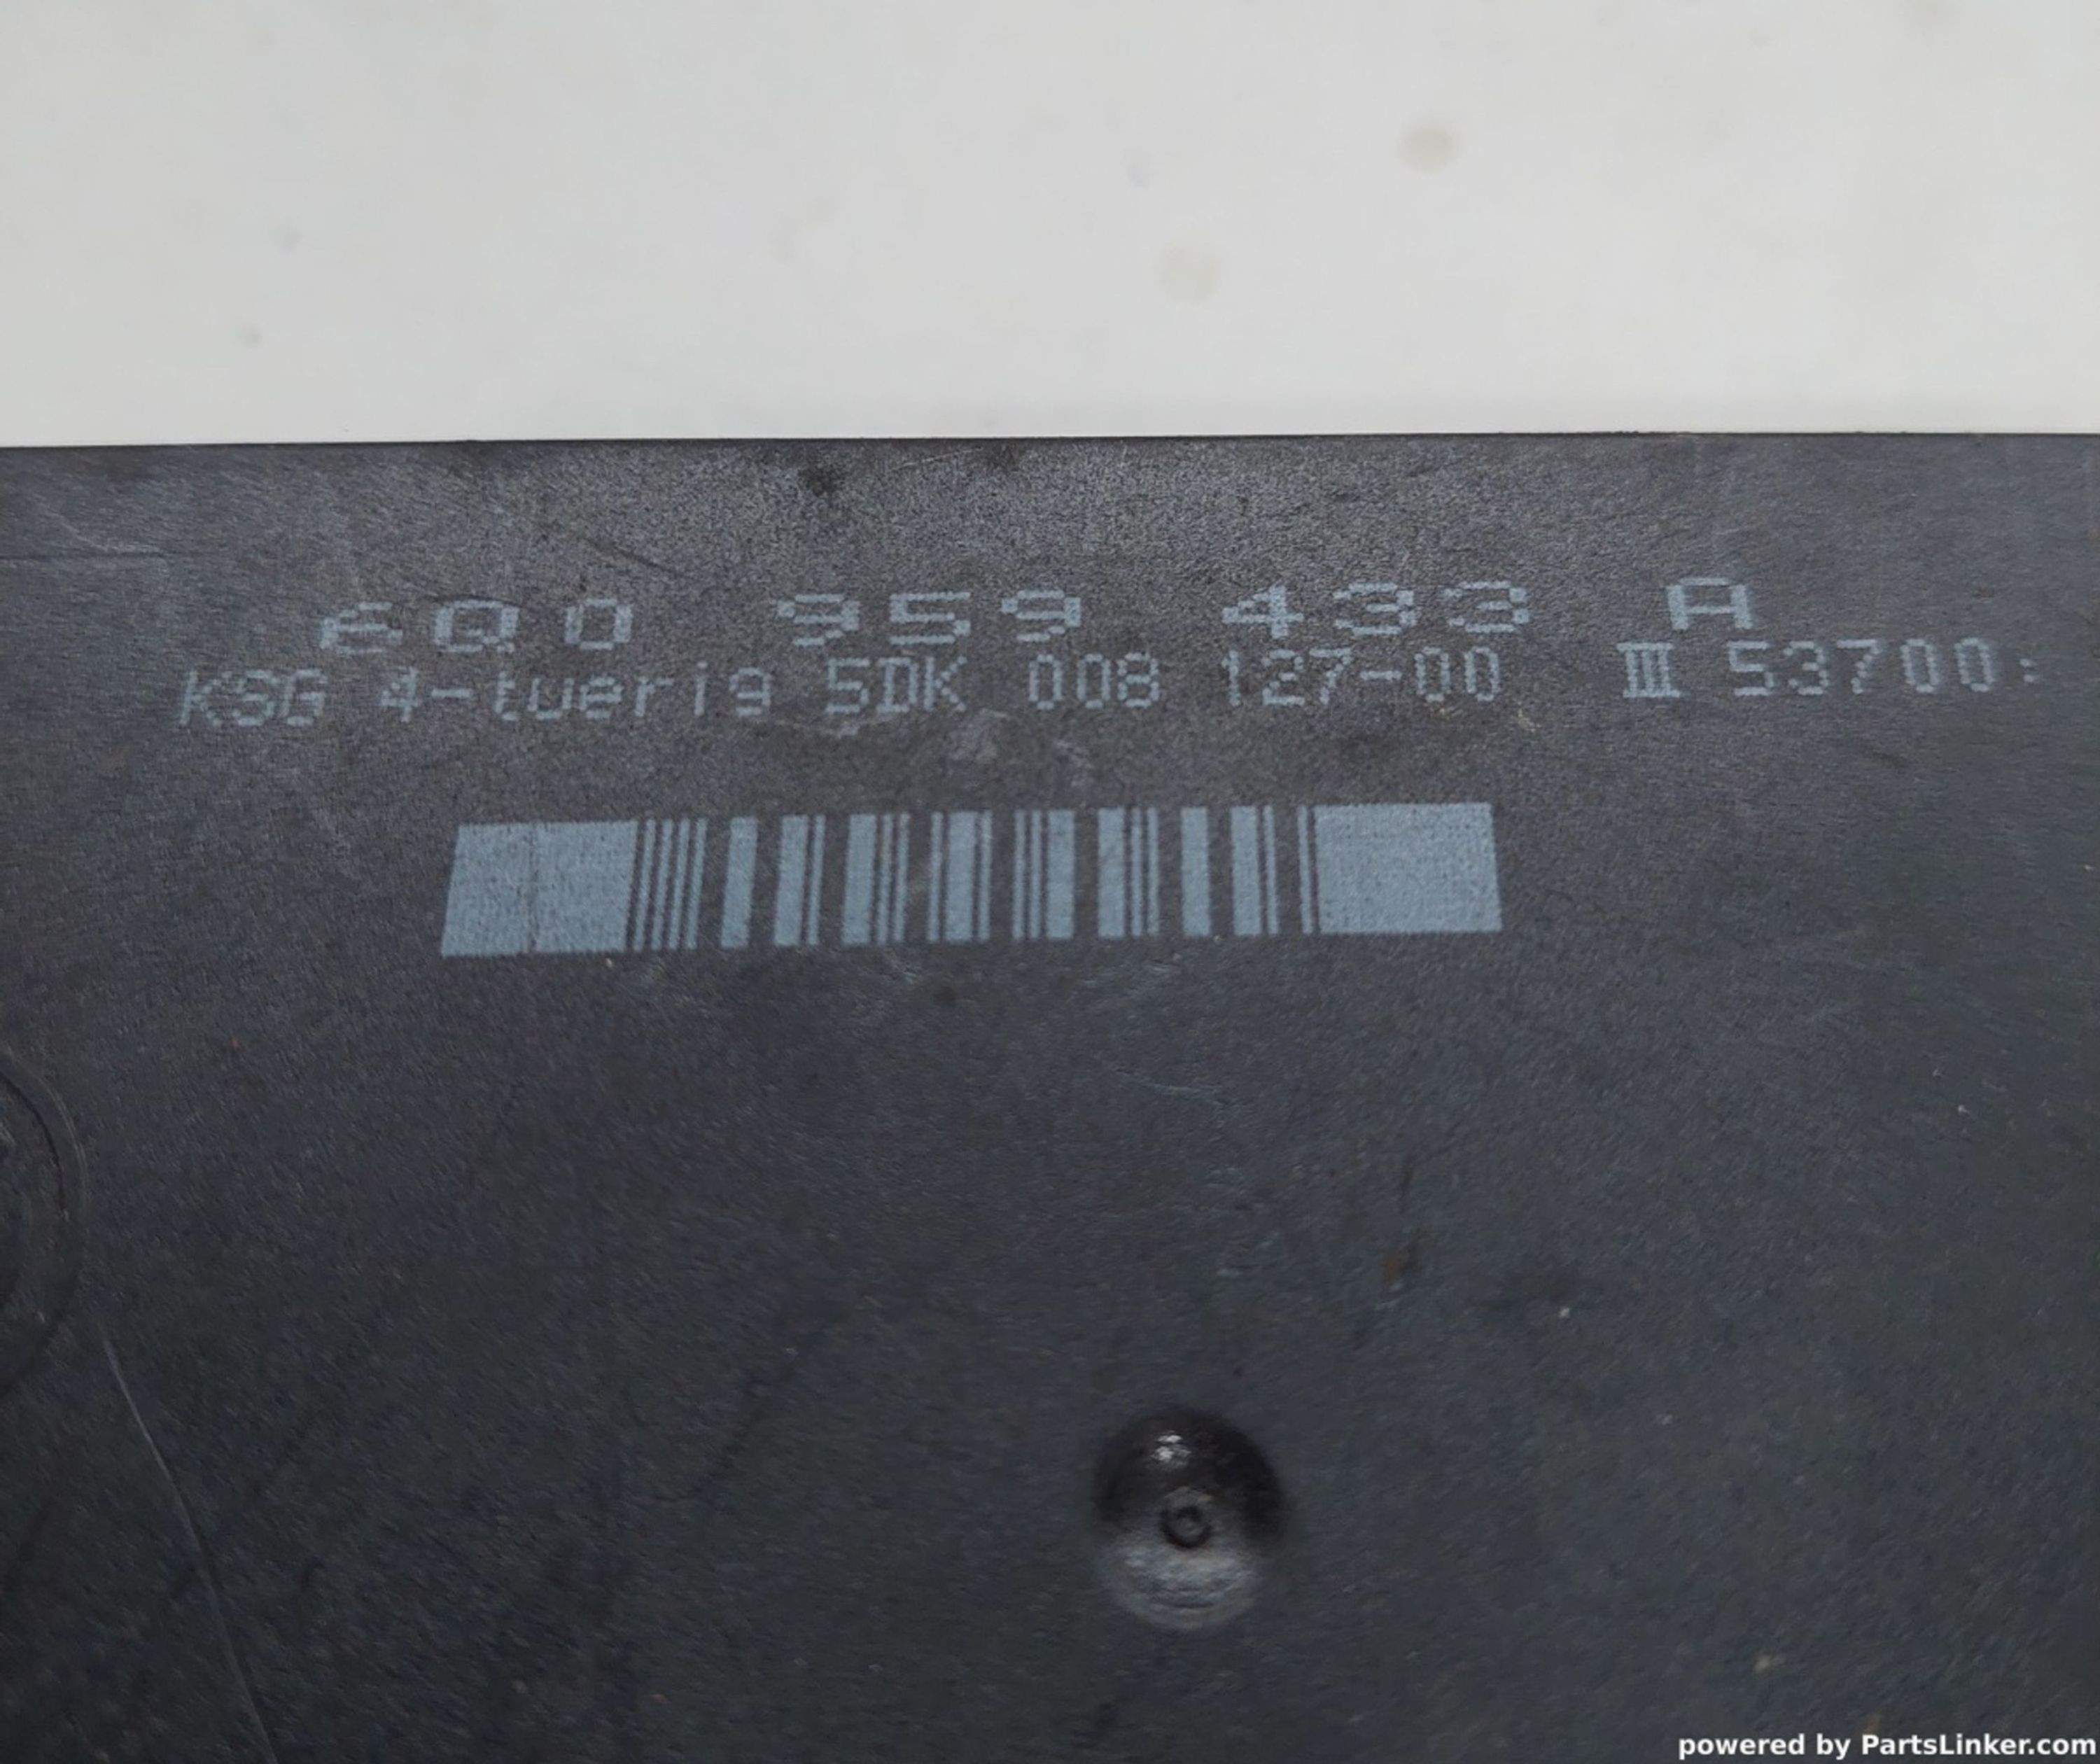 6Q0 959 433 A
KSG 4-tuerig 5DK 008 127-00 III 53700:
powered by PartsLinker.com